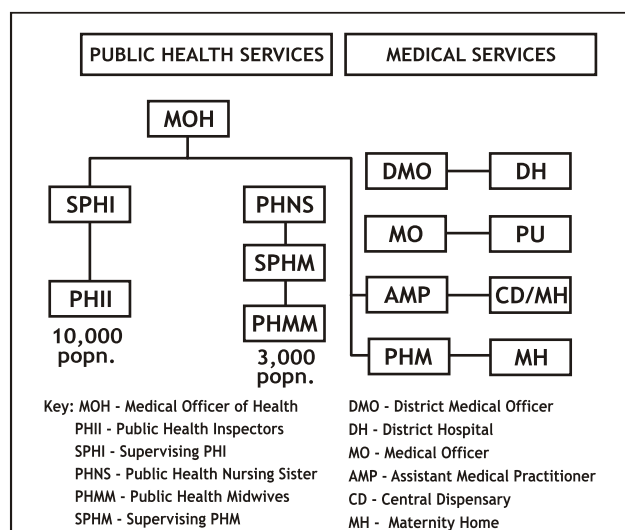 PUBLIC HEALTH SERVICES
MEDICAL SERVICES
MOH
DMO
DH
SPHI
PHNS
MO
PU
SPHM
PHII
AMP
CD/MH
PHMM
PHM
MH
10,000
popn.
3,000
popn.
Key: MOH - Medical Officer of Health
PHII - Public Health Inspectors
SPHI - Supervising PHI
PHNS - Public Health Nursing Sister
PHMM - Public Health Midwives
SPHM - Supervising PHM
DMO - District Medical Officer
DH - District Hospital
MO - Medical Officer
AMP - Assistant Medical Practitioner
CD - Central Dispensary
MH - Maternity Home